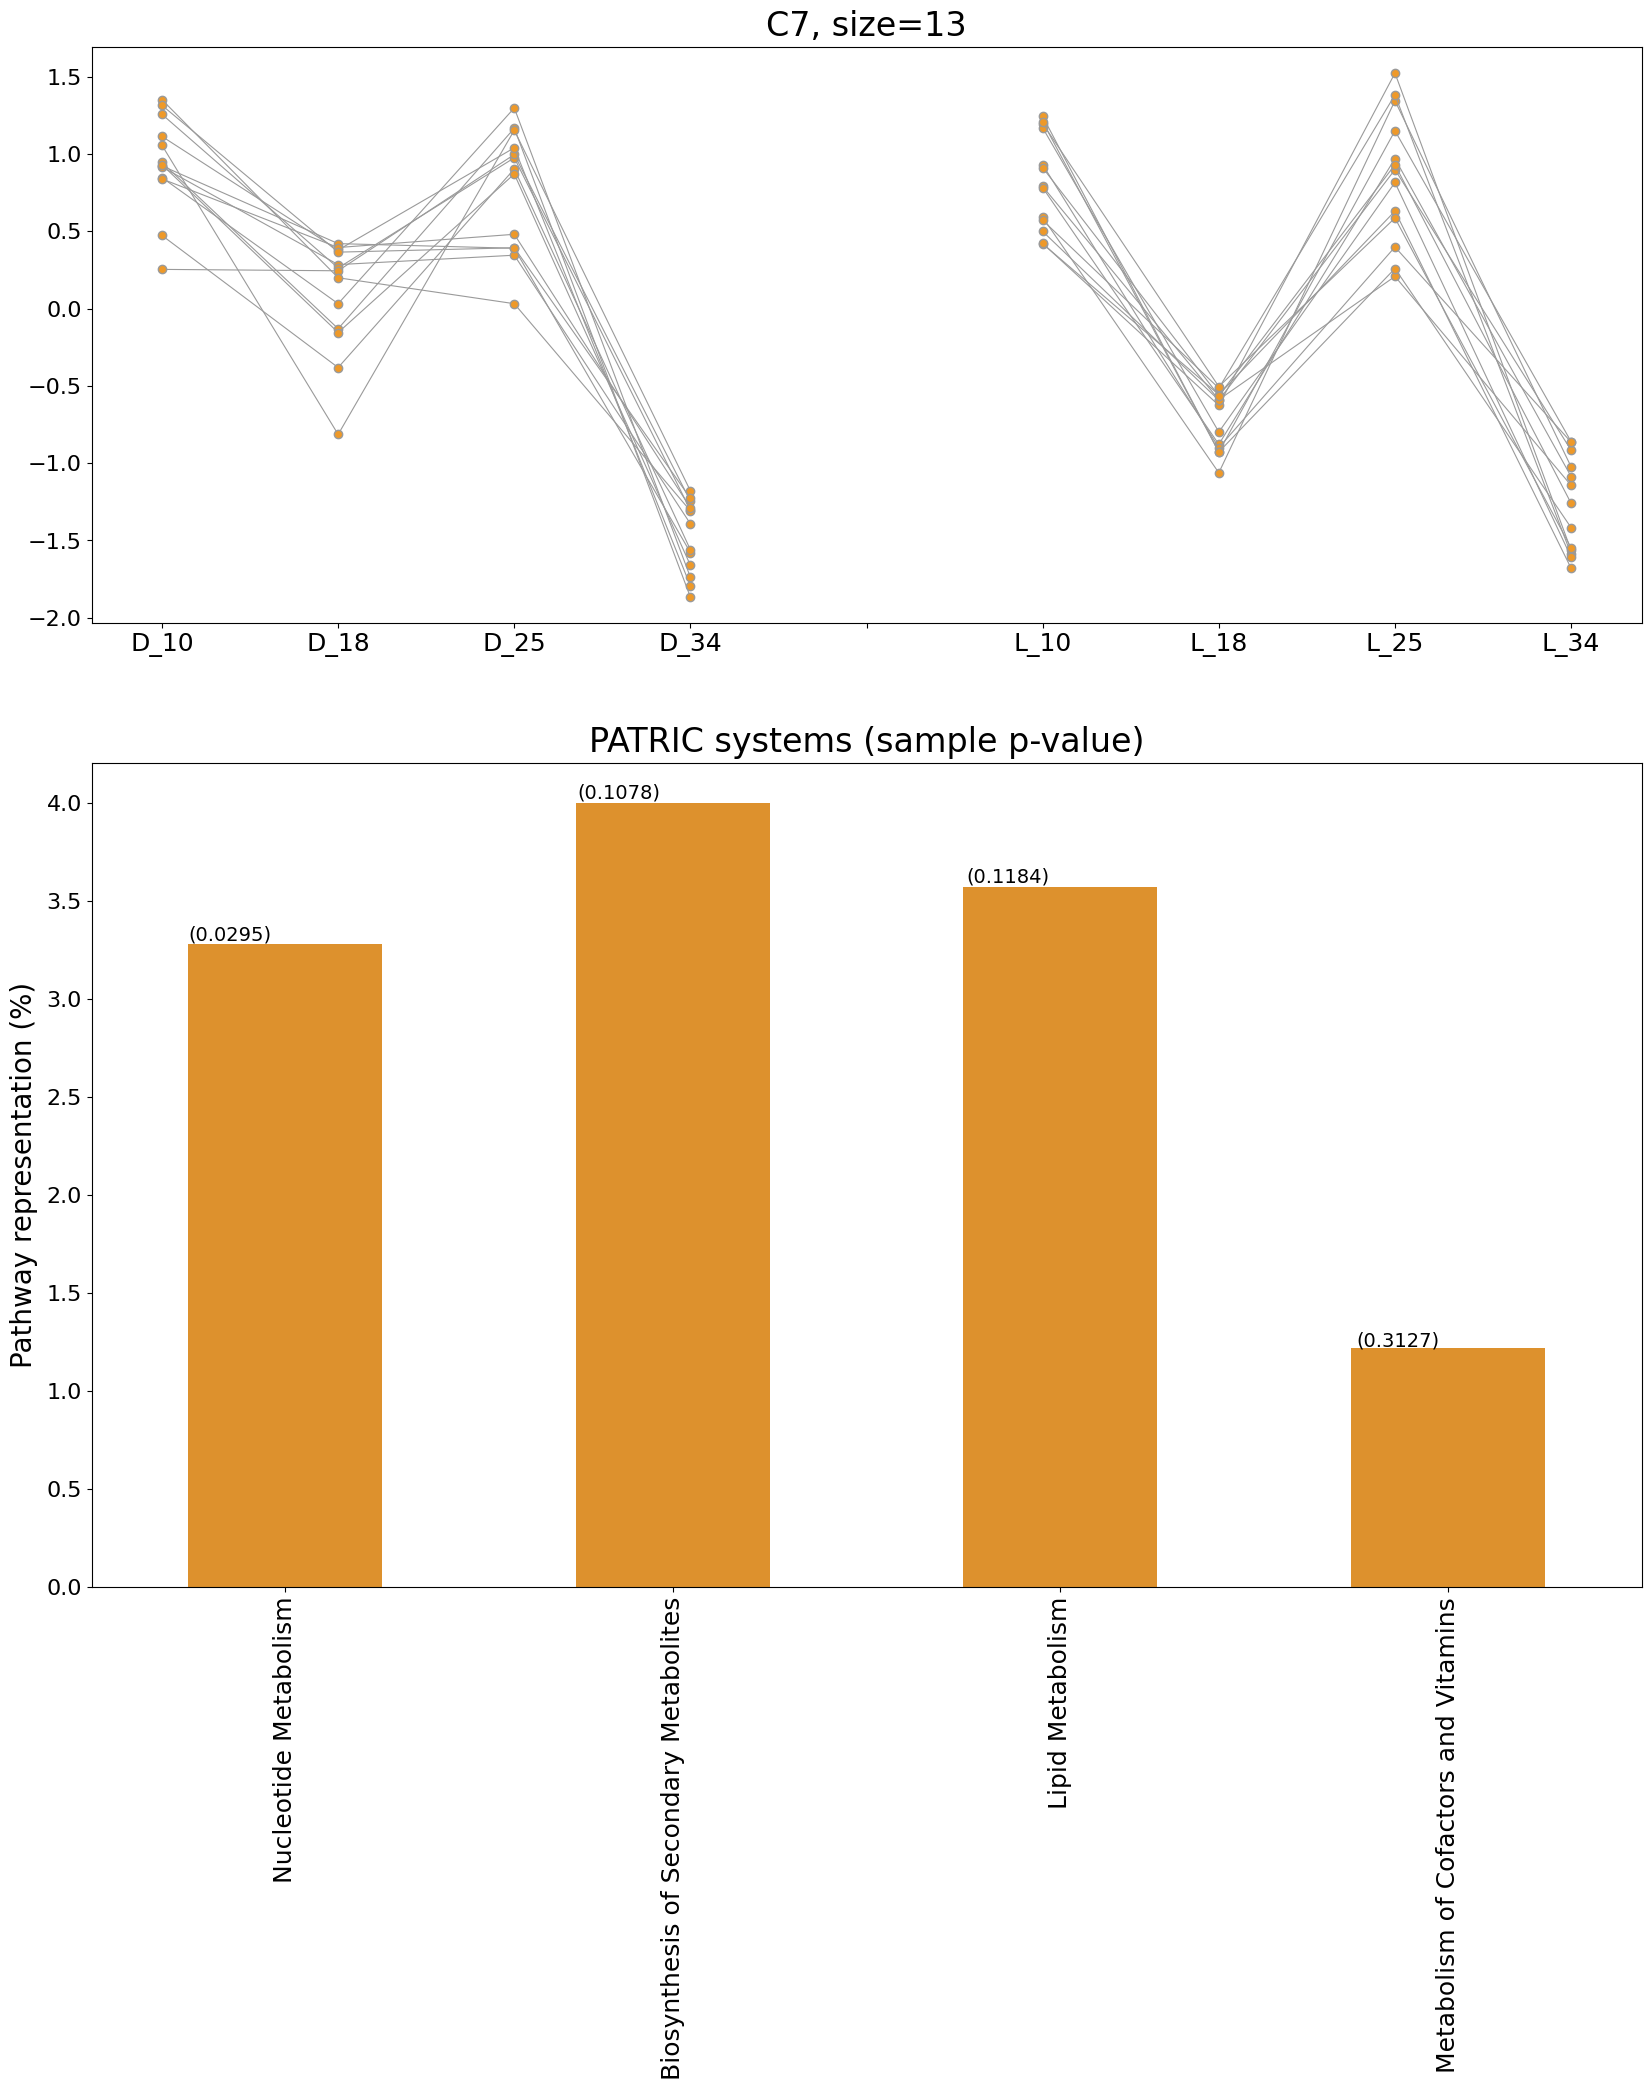 C7, size=13
1.5
1.0
0.5
0.0
−0.5
−1.0
−1.5
−2.0
D_10 D_18 D_25 D_34 L_10 L_18 L_25 L_34
PATRIC systems (sample p-value)
Pathway representation (%)
4.0
3.5
3.0
2.5
2.0
1.5
1.0
0.5
0.0
(0.0295)
(0.1078)
(0.1184)
(0.3127)
Nucleotide Metabolism
Biosynthesis of Secondary Metabolites
Lipid Metabolism
Metabolism of Cofactors and Vitamins